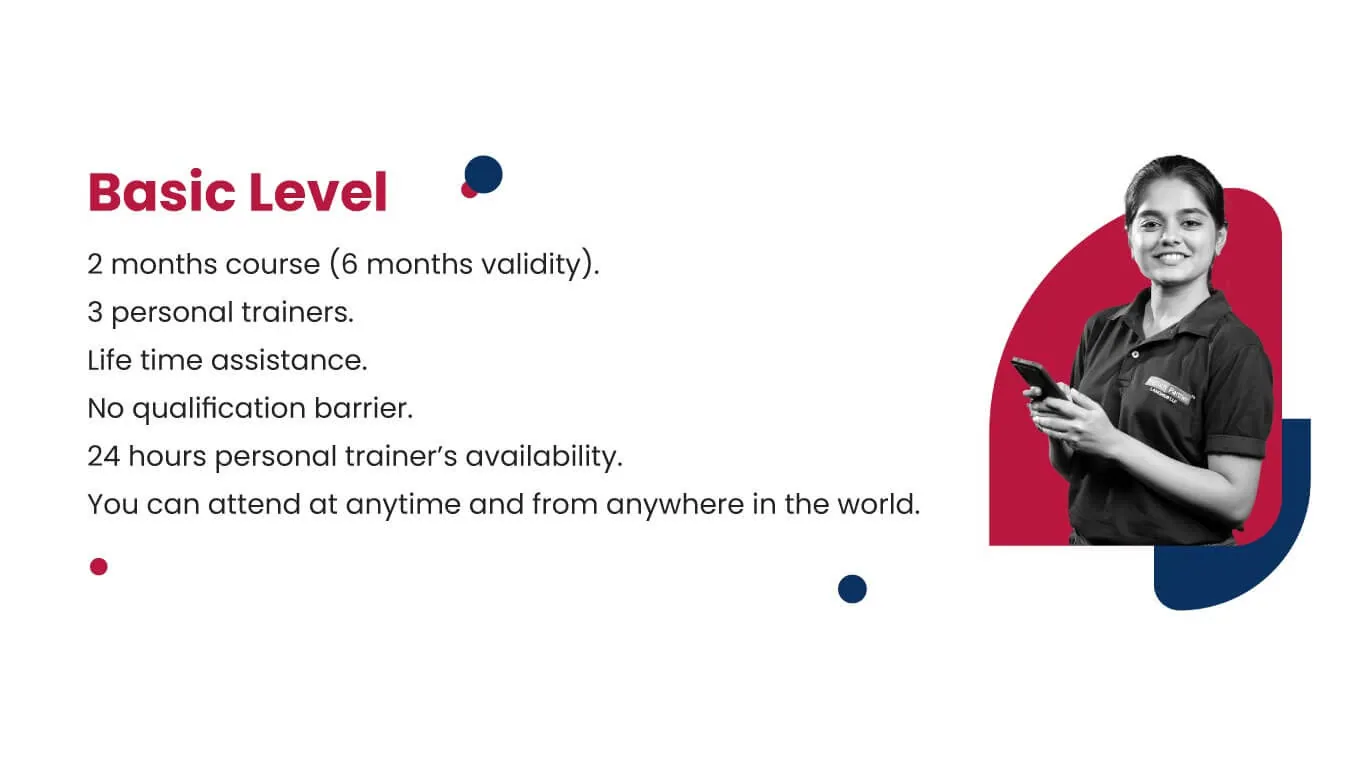 Basic Level
2 months course (6 months validity).
3 personal trainers.
Life time assistance.
No qualification barrier.
24 hours personal trainer’s availability.
You can attend at anytime and from anywhere in the world.